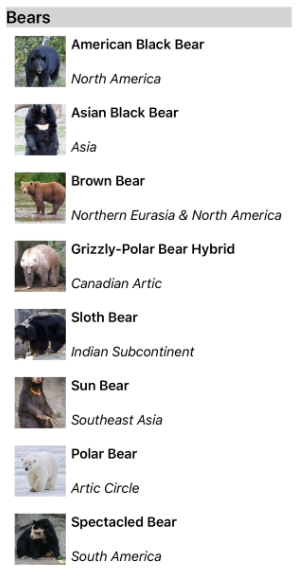 Bears
American Black Bear
North America
Asian Black Bear
Asia
Brown Bear
Northern Eurasia & North America
Grizzly-Polar Bear Hybrid
Canadian Artic
Sloth Bear
Indian Subcontinent
Sun Bear
Southeast Asia
Polar Bear
Artic Circle
Spectacled Bear
South America